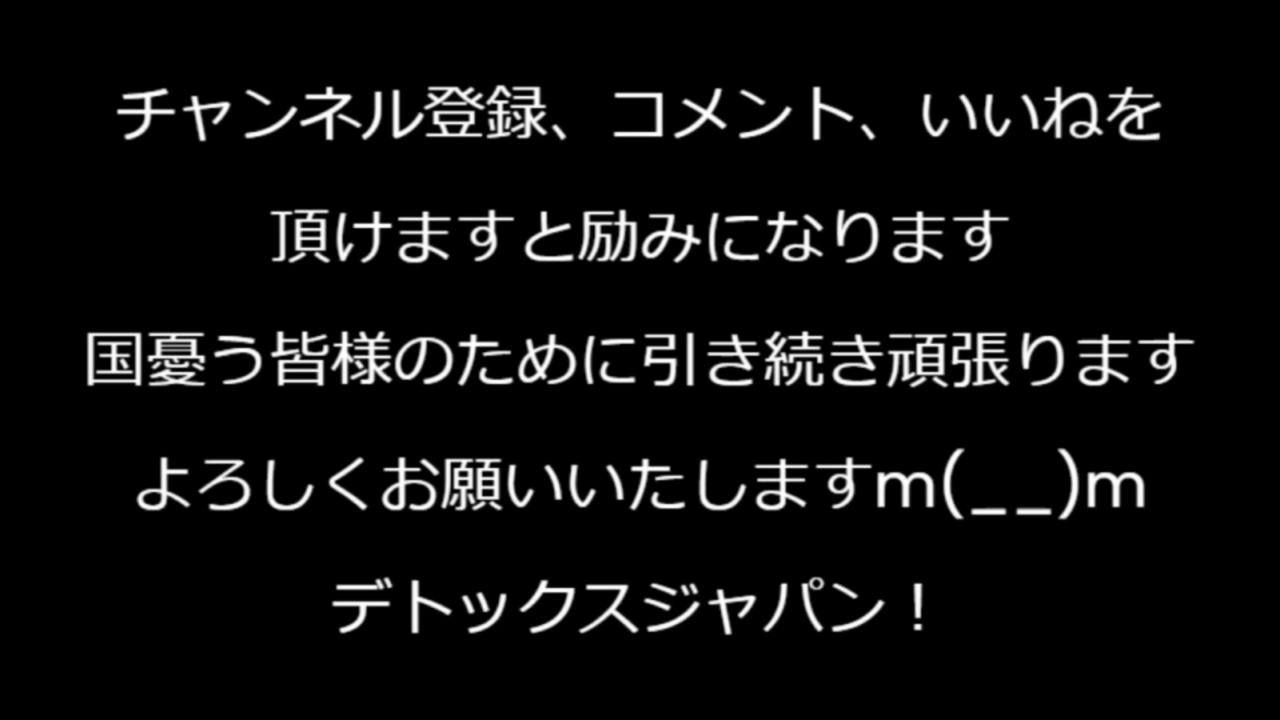 チャンネル登録、コメント、いいねを
頂けますと励みになります
国憂う皆様のために引き続き頑張ります
よろしくお願いいたしますm(__)m
デトックスジャパン！